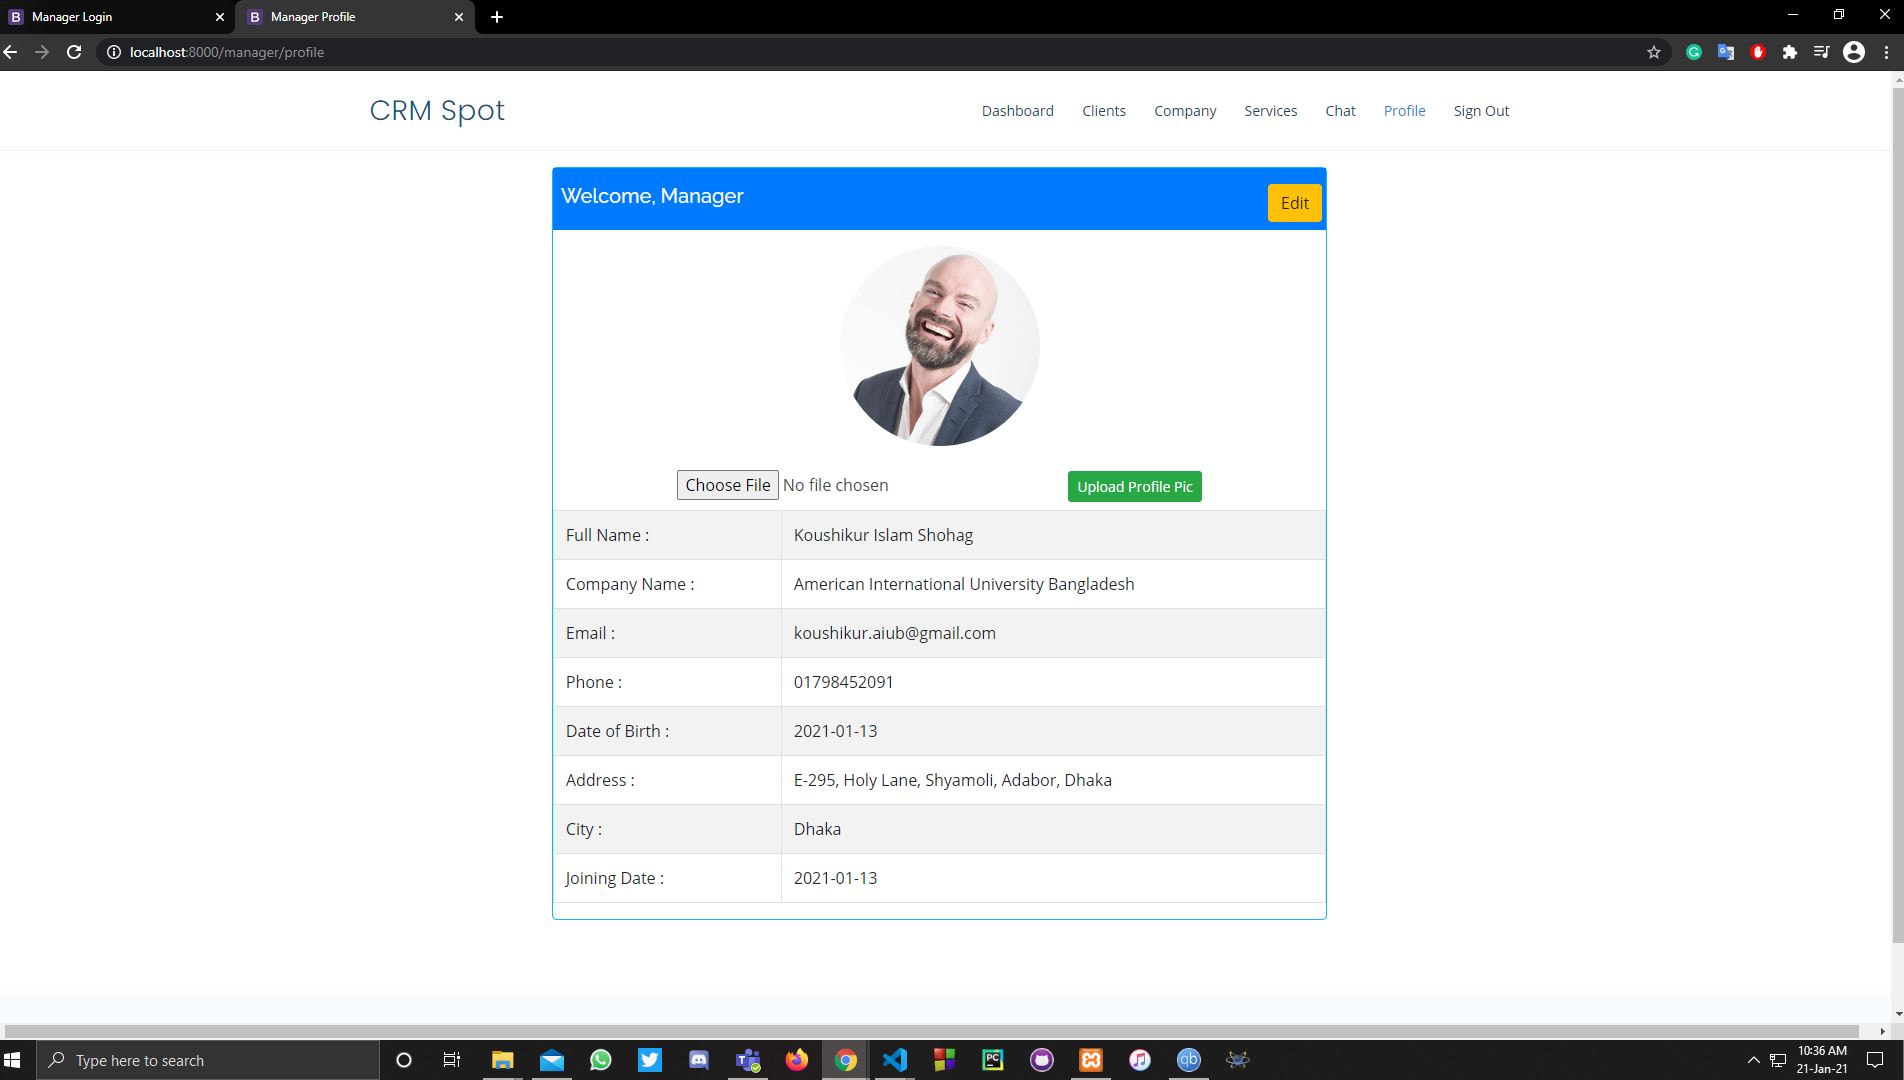 Manager Login
Manager Profile
localhost:8000/manager/profile
CRM Spot
Dashboard Clients Company Services Chat Profile Sign Out
Welcome, Manager
Edit
Choose File No file chosen
Upload Profile Pic
Full Name : Koushikur Islam Shohag
Company Name : American International University Bangladesh
Email : koushikur.aiub@gmail.com
Phone : 01798452091
Date of Birth : 2021-01-13
Address : E-295, Holy Lane, Shyamoli, Adabor, Dhaka
City : Dhaka
Joining Date : 2021-01-13
Type here to search
10:36 AM
21-Jan-21